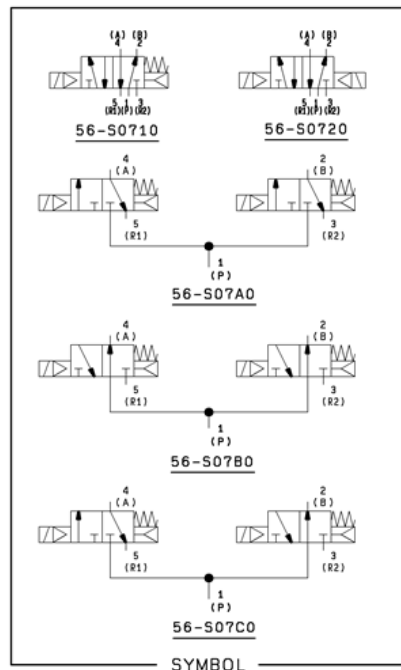 (A) (B)
4 2
5 1 3
(R1)(P)(R2)
56-S0710
(A) (B)
4 2
5 1 3
(R1)(P)(R2)
56-S0720
4
(A)
2
(B)
5
(R1)
3
(R2)
1
(P)
56-S07A0
4
(A)
2
(B)
5
(R1)
3
(R2)
1
(P)
56-S07B0
4
(A)
2
(B)
5
(R1)
3
(R2)
1
(P)
56-S07C0
SYMBOL